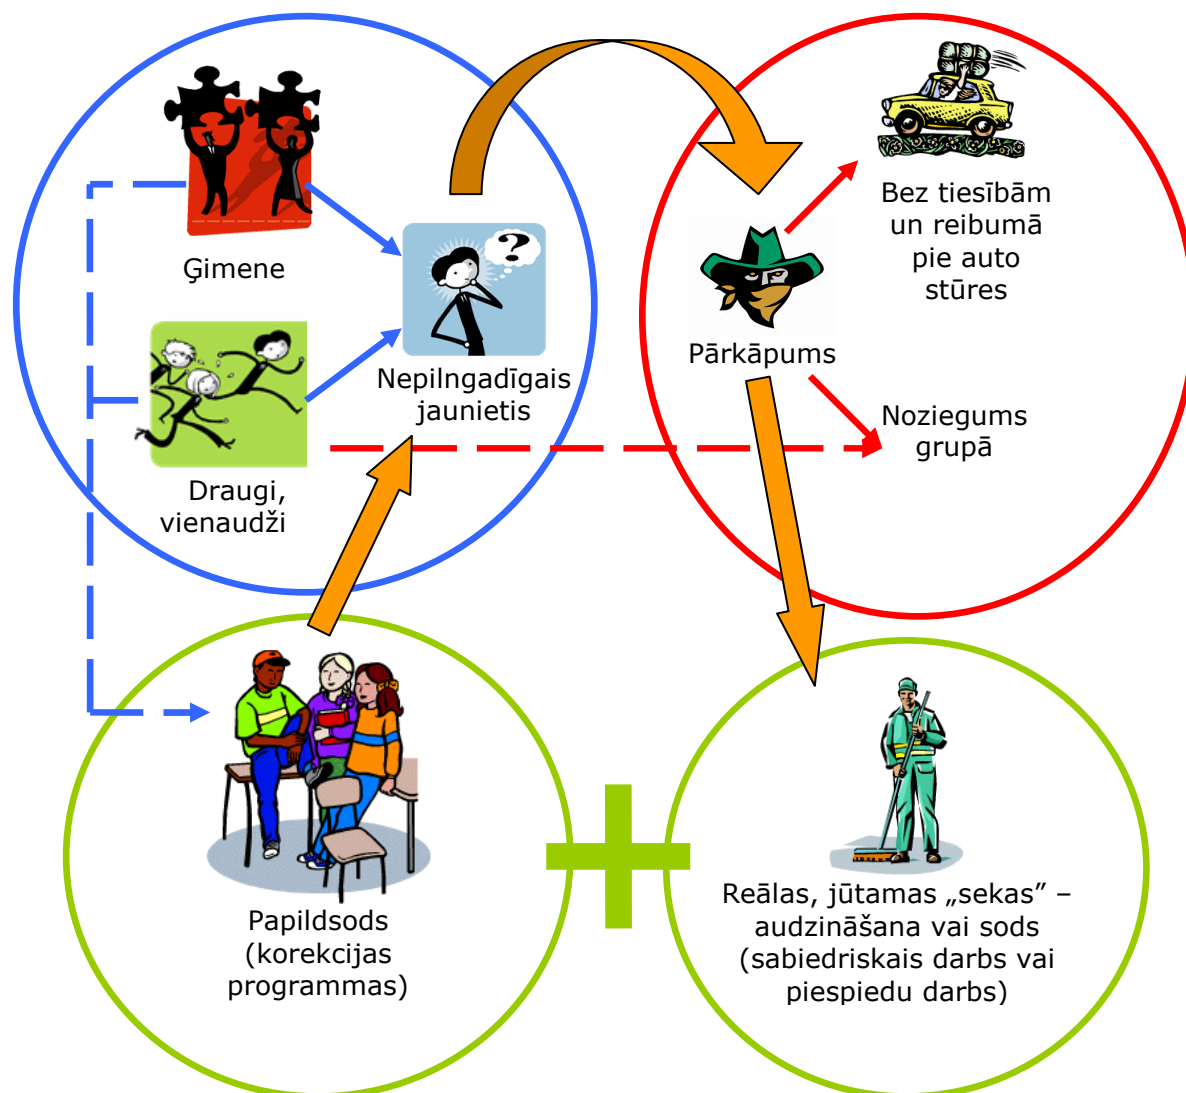 Ģimene
Nepilngadīgais
jaunietis
Draugi,
vienaudži
?
Bez tiesībām
un reibumā
pie auto
stūres
Pārkāpums
Noziegums
grupā
Papildsods
(korekcijas
programmas)
Reālas, jūtamas „sekas” –
audzināšana vai sods
(sabiedriskais darbs vai
piespiedu darbs)